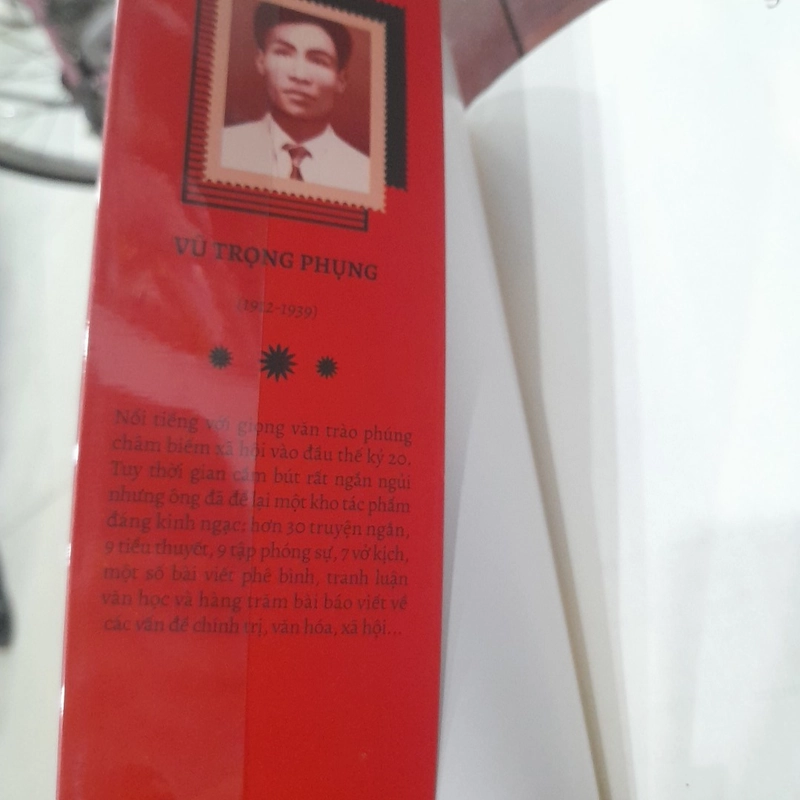 VŨ TRỌNG PHỤNG
(1912-1939)
Nổi tiếng với giọng văn trào phúng
châm biếm xã hội vào đầu thế kỷ 20.
Tuy thời gian cầm bút rất ngắn ngủi
nhưng ông đã để lại một kho tác phẩm
đáng kinh ngạc: hơn 30 truyện ngắn,
9 tiểu thuyết, 9 tập phóng sự, 7 vở kịch,
một số bài viết phê bình, tranh luận
văn học và hàng trăm bài báo viết về
các vấn đề chính trị, văn hóa, xã hội...